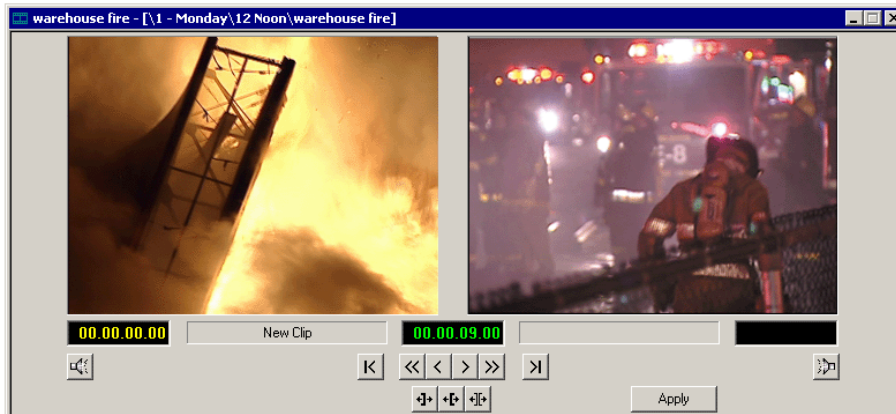 warehouse fire - [\1 - Monday\12 Noon\warehouse fire]
E-8
00.00.00.00
New Clip
00.00.09.00
Apply